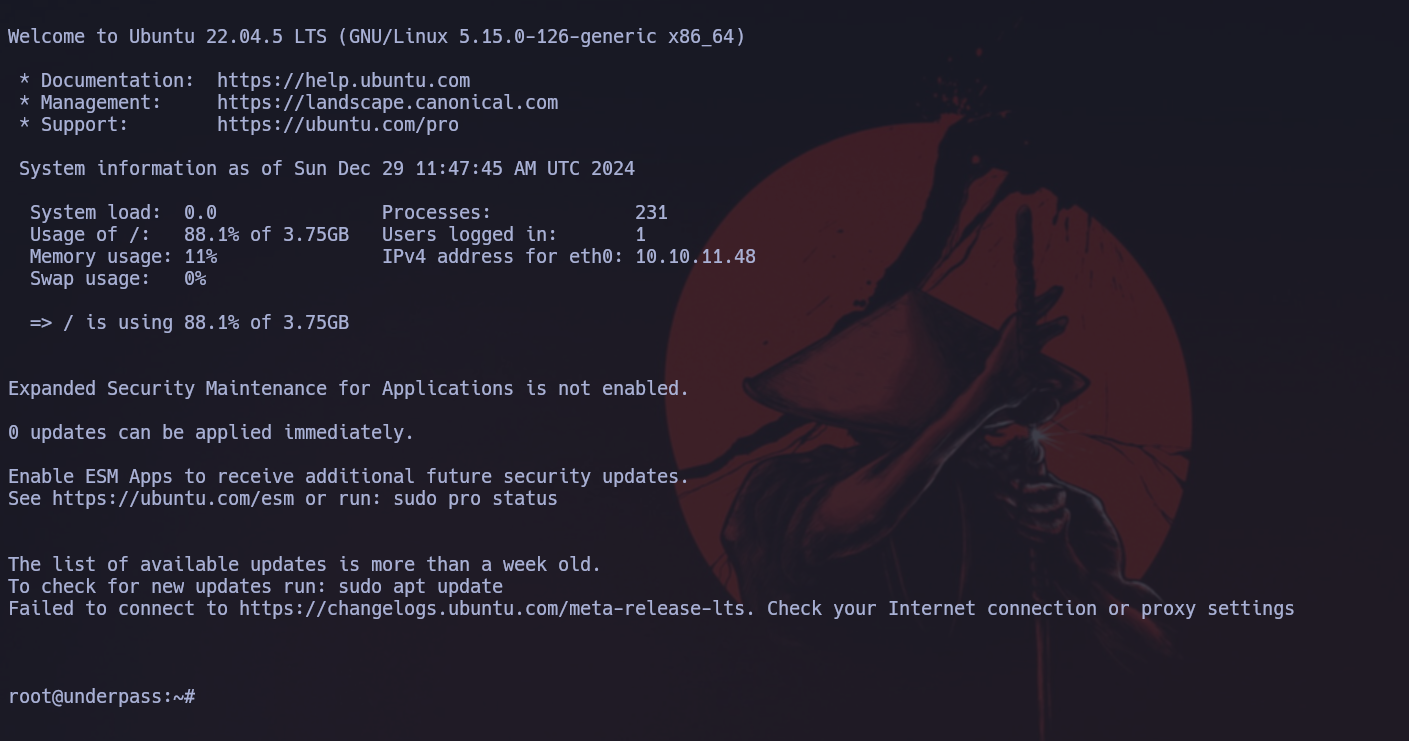 Welcome to Ubuntu 22.04.5 LTS (GNU/Linux 5.15.0-126-generic x86_64)
* Documentation:  https://help.ubuntu.com
* Management:     https://landscape.canonical.com
* Support:        https://ubuntu.com/pro
System information as of Sun Dec 29 11:47:45 AM UTC 2024
System load:  0.0               Processes:             231
Usage of /:   88.1% of 3.75GB   Users logged in:       1
Memory usage: 11%               IPv4 address for eth0: 10.10.11.48
Swap usage:   0%
=> / is using 88.1% of 3.75GB
Expanded Security Maintenance for Applications is not enabled.
0 updates can be applied immediately.
Enable ESM Apps to receive additional future security updates.
See https://ubuntu.com/esm or run: sudo pro status
The list of available updates is more than a week old.
To check for new updates run: sudo apt update
Failed to connect to https://changelogs.ubuntu.com/meta-release-lts. Check your Internet connection or proxy settings
root@underpass:~#